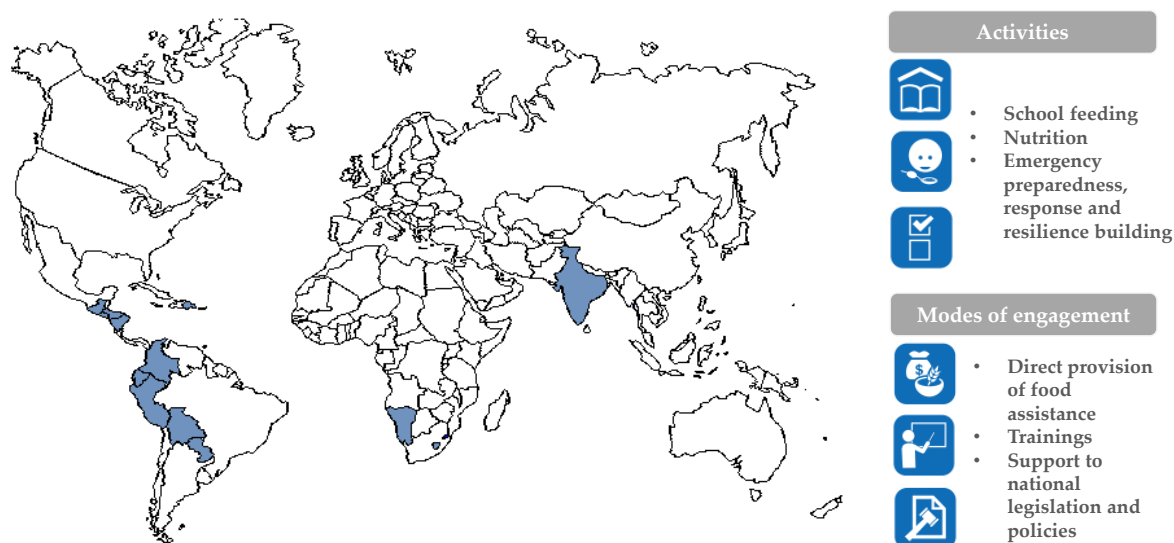 Activities
• School feeding
• Nutrition
• Emergency
preparedness,
response and
resilience building
Modes of engagement
• Direct provision
of food
assistance
• Trainings
• Support to
national
legislation and
policies
$